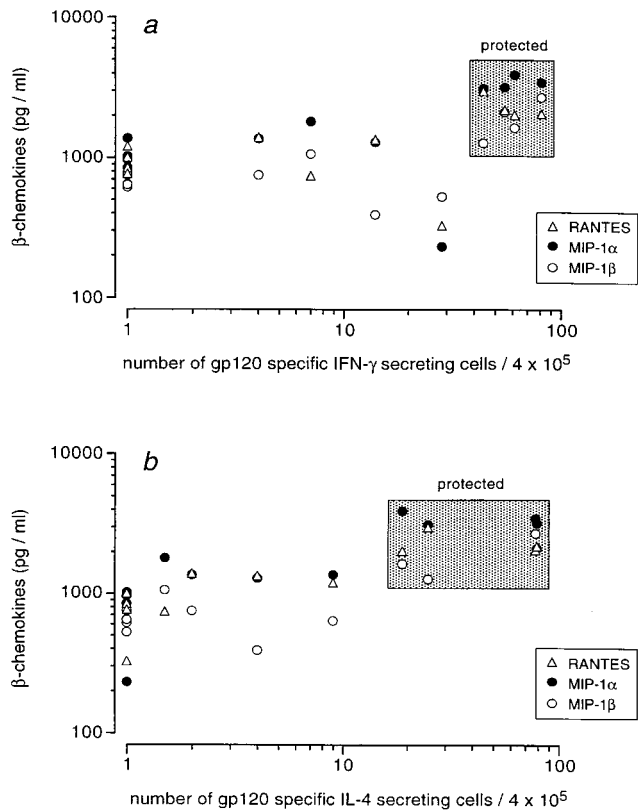 10000
a
protected
β-chemokines (pg / ml)
1000
△ RANTES
● MIP-1α
○ MIP-1β
100
1
10
100
number of gp120 specific IFN-γ secreting cells / 4 x 10⁵
10000
b
protected
β-chemokines (pg / ml)
1000
△ RANTES
● MIP-1α
○ MIP-1β
100
1
10
100
number of gp120 specific IL-4 secreting cells / 4 x 10⁵